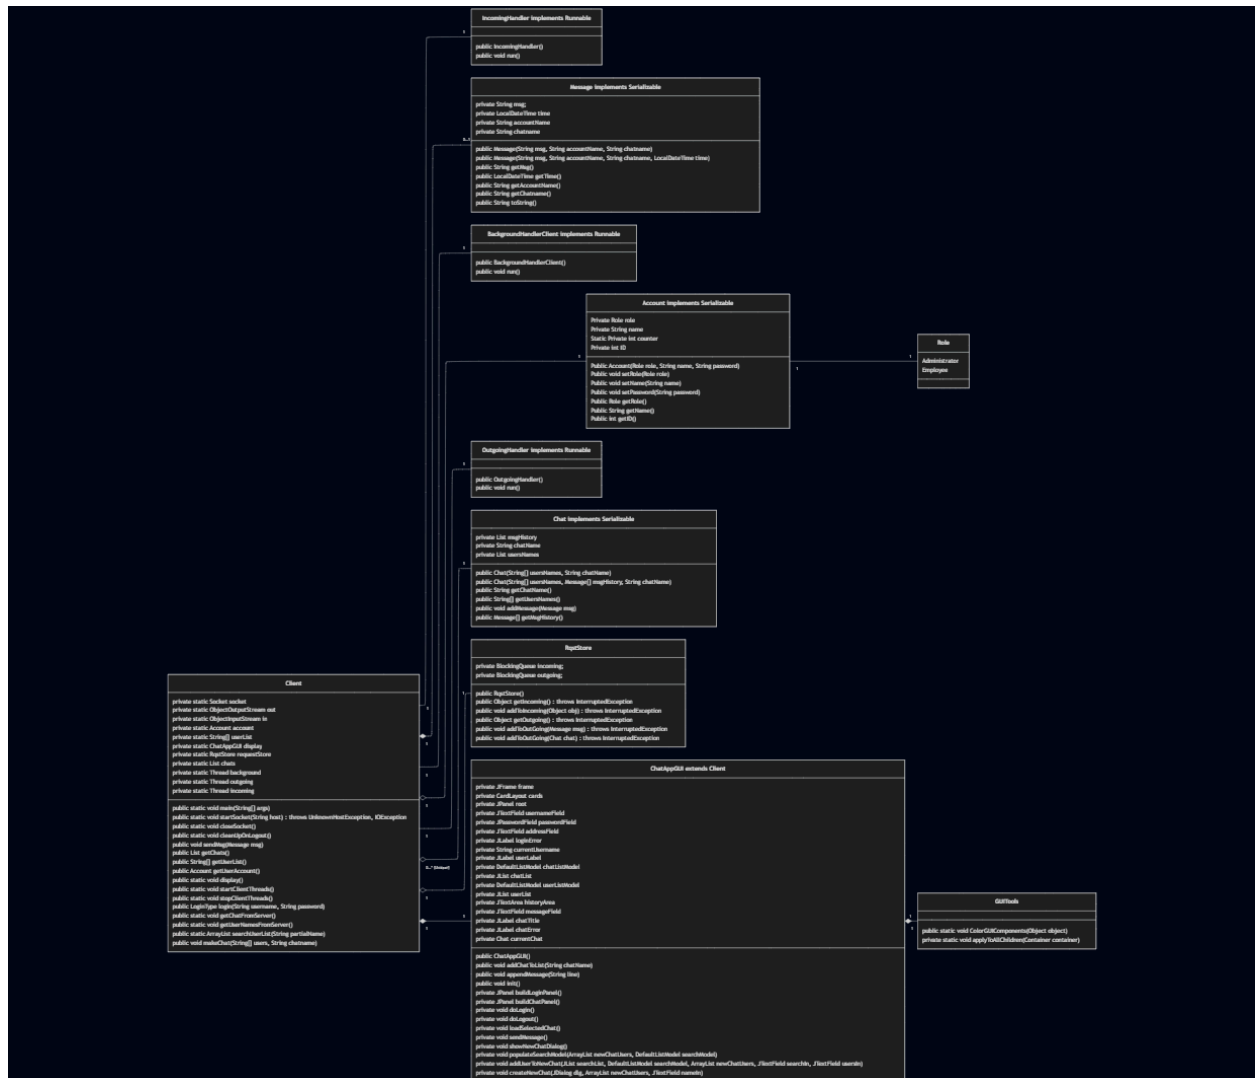 IncomingHandler Implements Runnable
public IncomingHandler()
public void run()
Message Implements Serializable
private String msg;
private LocalDateTime time
private String accountName
private String chatname
public Message(String msg, String accountName, String chatname)
public Message(String msg, String accountName, String chatname, LocalDateTime time)
public String getMsg()
public LocalDateTime getTime()
public String getAccountName()
public String getChatname()
public String toString()
BackgroundHandlerClient Implements Runnable
public BackgroundHandlerClient()
public void run()
Account Implements Serializable
Private Role role
Private String name
Static Private int counter
Private int ID
Public Account(Role role, String name, String password)
Public void setRole(Role role)
Public void setName(String name)
Public void setPassword(String password)
Public Role getRole()
Public String getName()
Public int getID()
Role
Administrator
Employee
1
1
OutgoingHandler Implements Runnable
public OutgoingHandler()
public void run()
Chat Implements Serializable
private List msgHistory
private String chatName
private List usersNames
public Chat(String[] usersNames, String chatName)
public Chat(String[] usersNames, Message[] msgHistory, String chatName)
public String getChatName()
public String[] getUsersNames()
public void addMessage(Message msg)
public Message[] getMsgHistory()
RqstStore
private BlockingQueue incoming;
private BlockingQueue outgoing;
public RqstStore()
public Object getIncoming() : throws InterruptedException
public void addToIncoming(Object obj) : throws InterruptedException
public Object getOutgoing() : throws InterruptedException
public void addToOutGoing(Message msg) : throws InterruptedException
public void addToOutGoing(Chat chat) : throws InterruptedException
Client
private static Socket socket
private static ObjectOutputStream out
private static ObjectInputStream in
private static Account account
private static String[] userList
private static ChatAppGUI display
private static RqstStore requestStore
private static List chats
private static Thread background
private static Thread outgoing
private static Thread incoming
public static void main(String[] args)
public static void startSocket(String host) : throws UnknownHostException, IOException
public static void closeSocket()
public static void cleanUpOnLogout()
public void sendMsg(Message msg)
public List getChats()
public String[] getUserList()
public Account getUserAccount()
public static void display()
public static void startClientThreads()
public static void stopClientThreads()
public LoginType login(String username, String password)
public static void getChatFromServer()
public static void getUserNamesFromServer()
public static ArrayList searchUserList(String partialName)
public void makeChat(String[] users, String chatname)
ChatAppGUI extends Client
private JFrame frame
private CardLayout cards
private JPanel root
private JTextField usernameField
private JPasswordField passwordField
private JTextField addressField
private JLabel loginError
private String currentUsername
private JLabel userLabel
private DefaultListModel chatListModel
private JList chatList
private DefaultListModel userListModel
private JList userList
private JTextArea historyArea
private JTextField messageField
private JLabel chatTitle
private JLabel chatError
private Chat currentChat
public ChatAppGUI()
public void addChatToList(String chatName)
public void appendMessage(String line)
public void init()
private JPanel buildLoginPanel()
private JPanel buildChatPanel()
private void doLogin()
private void doLogout()
private void loadSelectedChat()
private void sendMessage()
private void showNewChatDialog()
private void populateSearchModel(ArrayList newChatUsers, DefaultListModel searchModel)
private void addUserToNewChat(JList searchList, DefaultListModel searchModel, ArrayList newChatUsers, JTextField searchIn, JTextField usersIn)
private void createNewChat(JDialog dlg, ArrayList newChatUsers, JTextField nameIn)
GUITools
public static void ColorGUIComponents(Object object)
private static void applyToAllChildren(Container container)